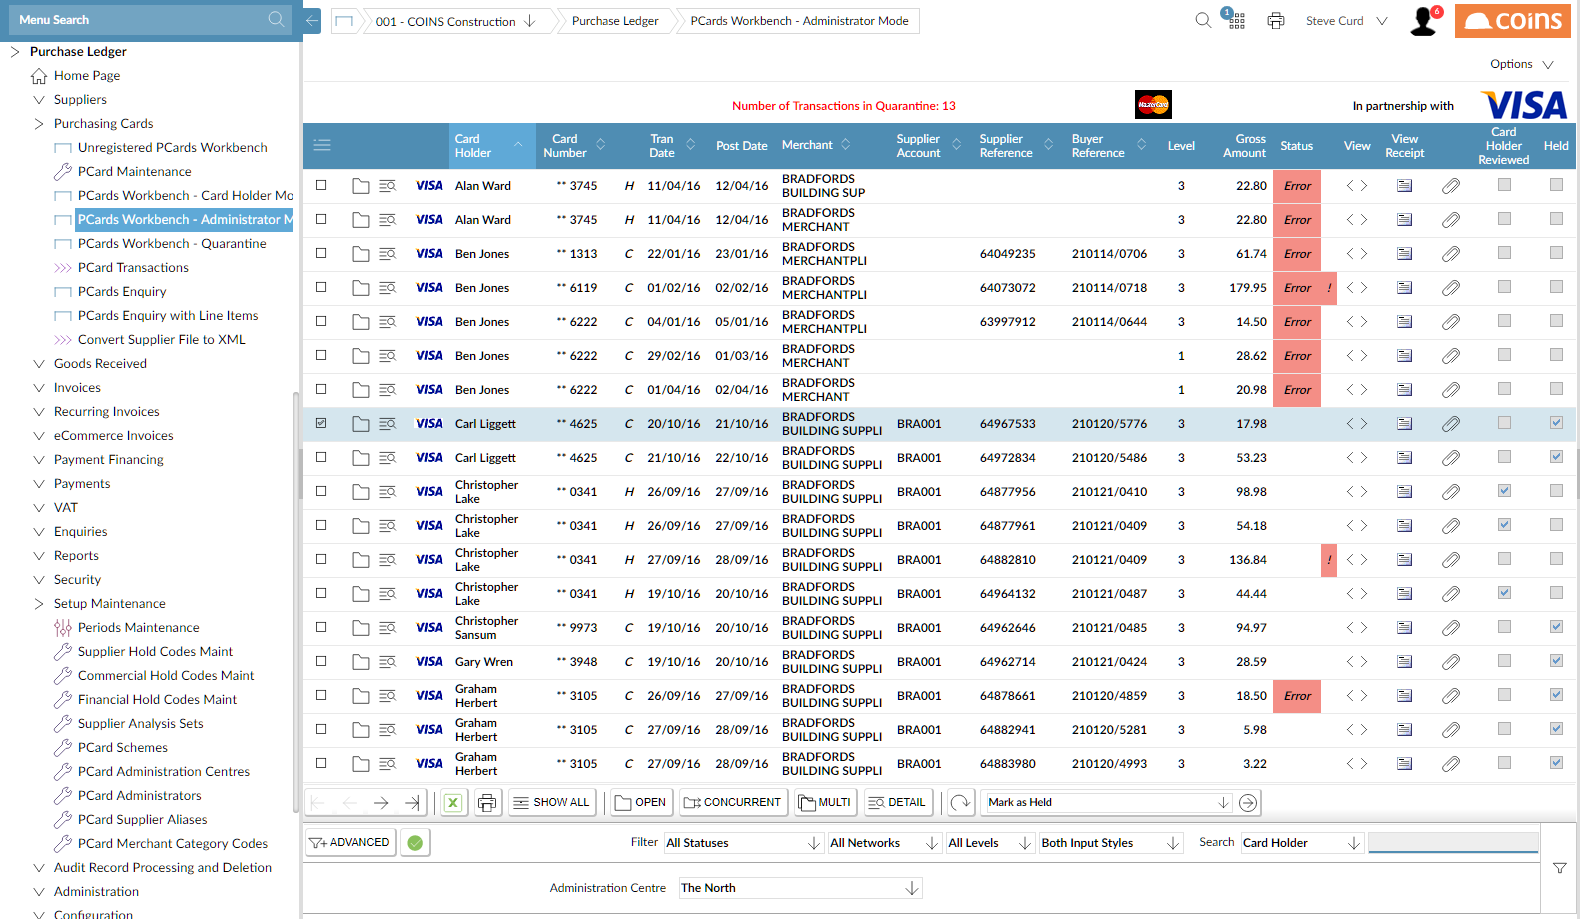 Menu Search
001 - COINS Construction
Purchase Ledger
PCards Workbench - Administrator Mode
1
Steve Curd
6
coins
Options
Number of Transactions in Quarantine: 13
MasterCard
In partnership with
VISA
Purchase Ledger
Home Page
Suppliers
Purchasing Cards
Unregistered PCards Workbench
PCard Maintenance
PCards Workbench - Card Holder Mo
PCards Workbench - Administrator M
PCards Workbench - Quarantine
PCard Transactions
PCards Enquiry
PCards Enquiry with Line Items
Convert Supplier File to XML
Goods Received
Invoices
Recurring Invoices
eCommerce Invoices
Payment Financing
Payments
VAT
Enquiries
Reports
Security
Setup Maintenance
Periods Maintenance
Supplier Hold Codes Maint
Commercial Hold Codes Maint
Financial Hold Codes Maint
Supplier Analysis Sets
PCard Schemes
PCard Administration Centres
PCard Administrators
PCard Supplier Aliases
PCard Merchant Category Codes
Audit Record Processing and Deletion
Administration
Configuration
Card Holder Card Number Tran Date Post Date Merchant Supplier Account Supplier Reference Buyer Reference Level Gross Amount Status View View Receipt Card Holder Reviewed Held
VISA Alan Ward ** 3745 H 11/04/16 12/04/16 BRADFORDS BUILDING SUP 3 22.80 Error
VISA Alan Ward ** 3745 H 11/04/16 12/04/16 BRADFORDS MERCHANT 3 22.80 Error
VISA Ben Jones ** 1313 C 22/01/16 23/01/16 BRADFORDS MERCHANTPLI 64049235 210114/0706 3 61.74 Error
VISA Ben Jones ** 6119 C 01/02/16 02/02/16 BRADFORDS MERCHANTPLI 64073072 210114/0718 3 179.95 Error !
VISA Ben Jones ** 6222 C 04/01/16 05/01/16 BRADFORDS MERCHANTPLI 63997912 210114/0644 3 14.50 Error
VISA Ben Jones ** 6222 C 29/02/16 01/03/16 BRADFORDS MERCHANT 1 28.62 Error
VISA Ben Jones ** 6222 C 01/04/16 02/04/16 BRADFORDS MERCHANT 1 20.98 Error
VISA Carl Liggett ** 4625 C 20/10/16 21/10/16 BRADFORDS BUILDING SUPPLI BRA001 64967533 210120/5776 3 17.98
VISA Carl Liggett ** 4625 C 21/10/16 22/10/16 BRADFORDS BUILDING SUPPLI BRA001 64972834 210120/5486 3 53.23
VISA Christopher Lake ** 0341 H 26/09/16 27/09/16 BRADFORDS BUILDING SUPPLI BRA001 64877956 210121/0410 3 98.98
VISA Christopher Lake ** 0341 H 26/09/16 27/09/16 BRADFORDS BUILDING SUPPLI BRA001 64877961 210121/0409 3 54.18
VISA Christopher Lake ** 0341 H 27/09/16 28/09/16 BRADFORDS BUILDING SUPPLI BRA001 64882810 210121/0409 3 136.84 !
VISA Christopher Lake ** 0341 H 19/10/16 20/10/16 BRADFORDS BUILDING SUPPLI BRA001 64964132 210121/0487 3 44.44
VISA Christopher Sansum ** 9973 C 19/10/16 20/10/16 BRADFORDS BUILDING SUPPLI BRA001 64962646 210121/0485 3 94.97
VISA Gary Wren ** 3948 C 19/10/16 20/10/16 BRADFORDS BUILDING SUPPLI BRA001 64962714 210121/0424 3 28.59
VISA Graham Herbert ** 3105 C 26/09/16 27/09/16 BRADFORDS BUILDING SUPPLI BRA001 64878661 210120/4859 3 18.50 Error
VISA Graham Herbert ** 3105 C 27/09/16 28/09/16 BRADFORDS BUILDING SUPPLI BRA001 64882941 210120/5281 3 5.98
VISA Graham Herbert ** 3105 C 27/09/16 28/09/16 BRADFORDS BUILDING SUPPLI BRA001 64883980 210120/4993 3 3.22
SHOW ALL OPEN CONCURRENT MULTI DETAIL Mark as Held
ADVANCED Filter All Statuses All Networks All Levels Both Input Styles Search Card Holder
Administration Centre The North